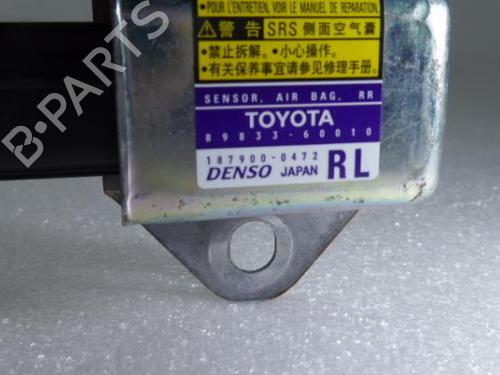 POUR L'ENTRETIEN, VOIR LE MANUEL DE REPARATION.
警告 SRS 侧面空气囊
•禁止拆解。•小心操作。
•有关保养事宜请参见修理手册。
SENSOR, AIR BAG, RR
TOYOTA
89833-60010
187900-0472
DENSO JAPAN RL
B-PARTS